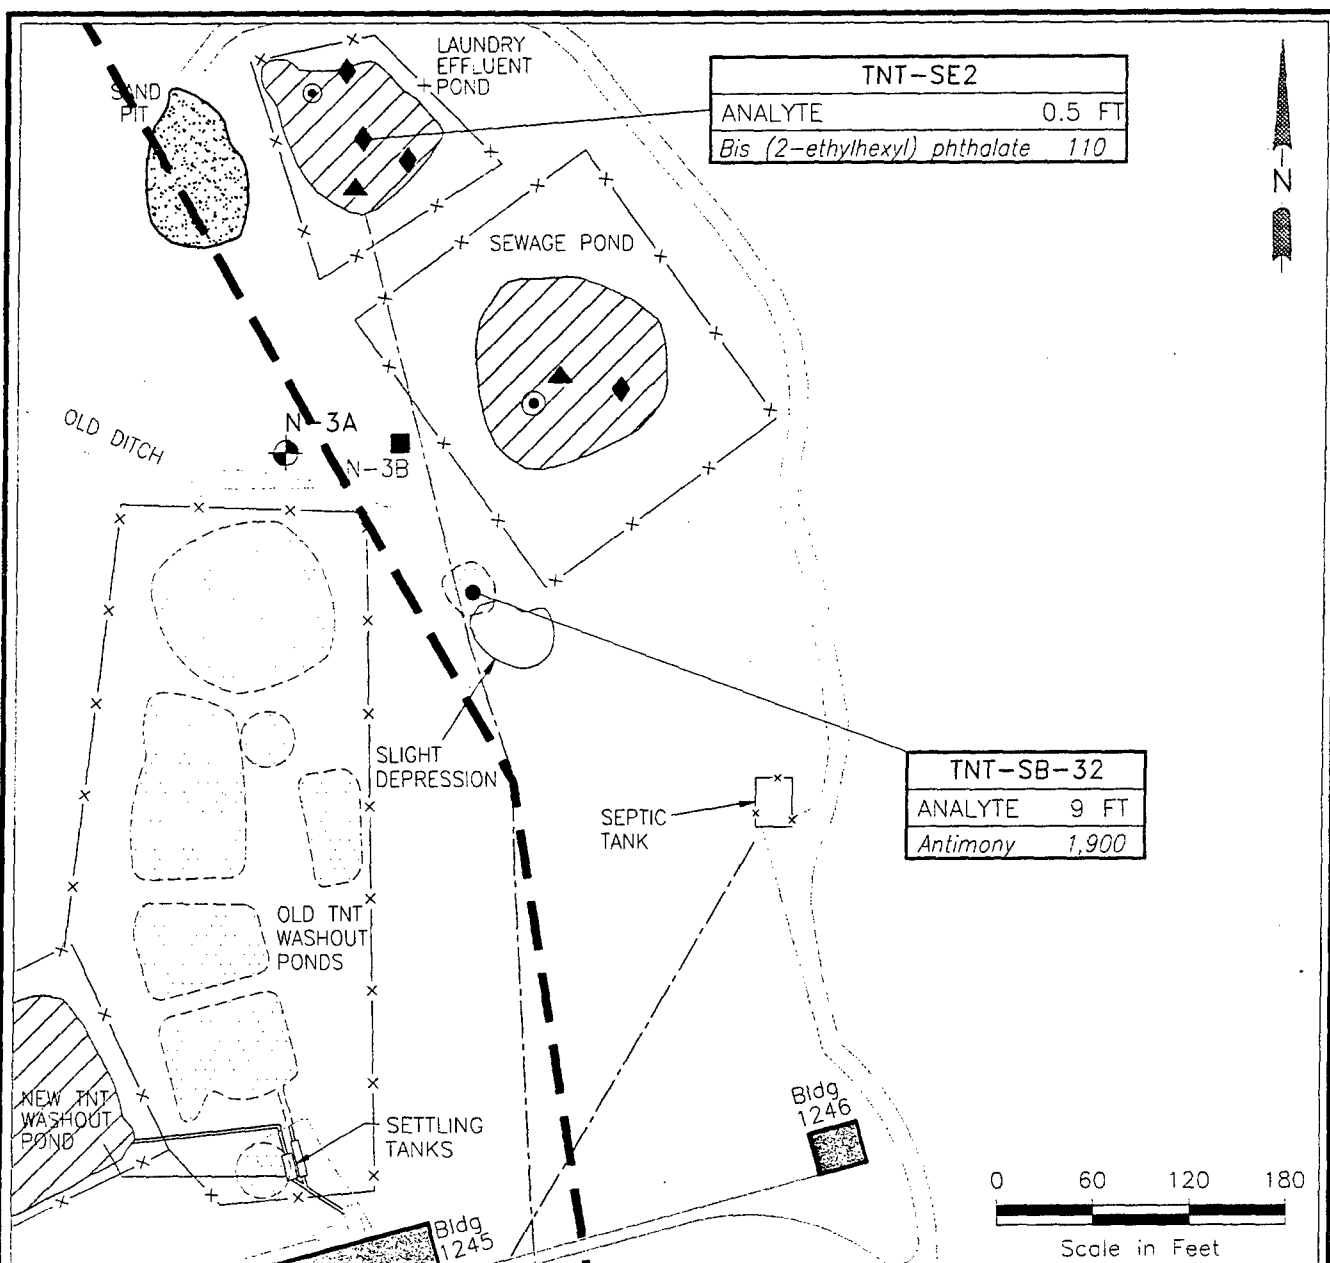 LAUNDRY
EFFLUENT
POND
TNT-SE2
ANALYTE 0.5 FT
Bis (2-ethylhexyl) phthalate 110
SAND
PIT
N
SEWAGE POND
OLD DITCH
N-3A
N-3B
SLIGHT
DEPRESSION
TNT-SB-32
ANALYTE 9 FT
Antimony 1,900
SEPTIC
TANK
OLD TNT
WASHOUT
PONDS
NEW TNT
WASHOUT
POND
SETTLING
TANKS
Bldg
1246
Bldg
1245
0 60 120 180
Scale in Feet